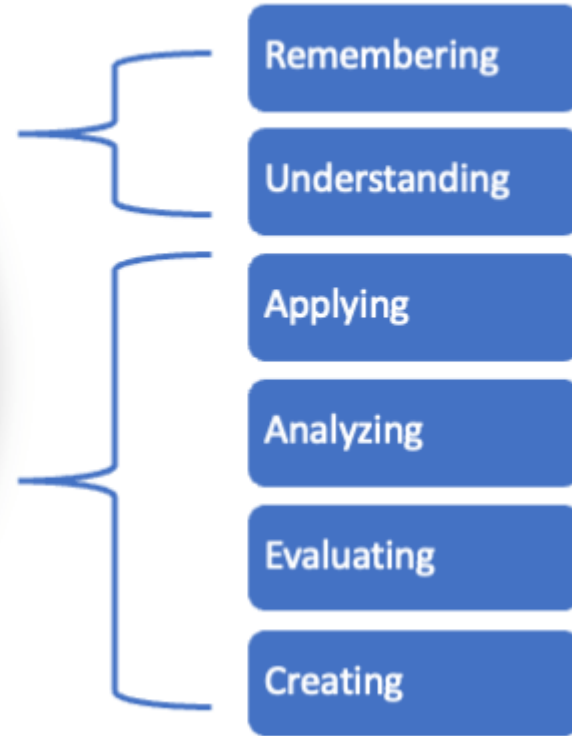 Remembering
Understanding
Applying
Analyzing
Evaluating
Creating